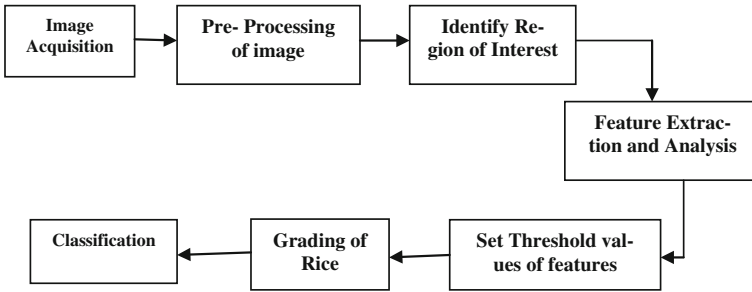 Image
Acquisition
Pre- Processing
of image
Identify Re-
gion of Interest
Feature Extrac-
tion and Analysis
Set Threshold val-
ues of features
Grading of
Rice
Classification